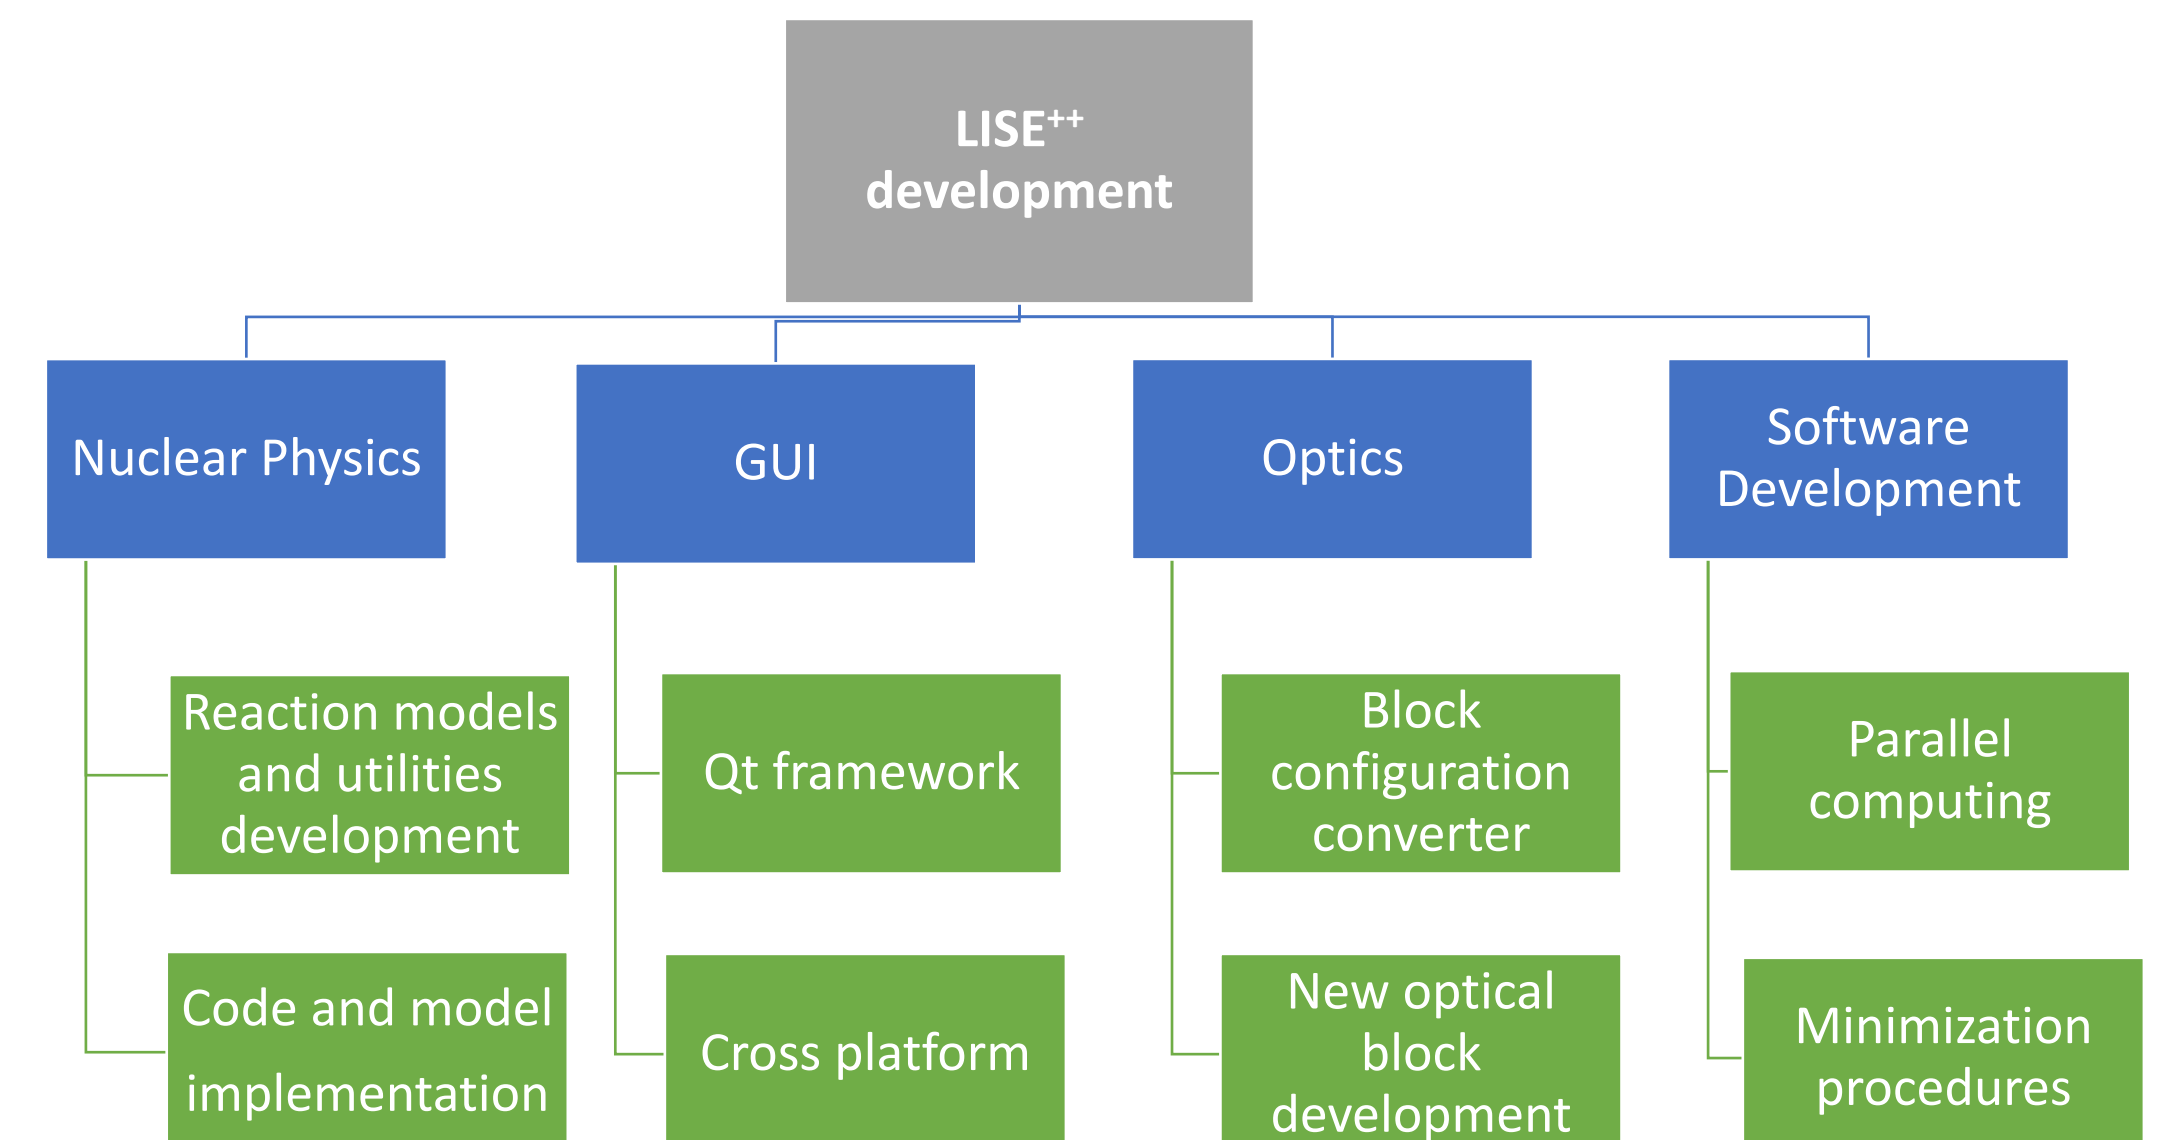 LISE++
development
Nuclear Physics
GUI
Optics
Software
Development
Reaction models
and utilities
development
Qt framework
Block
configuration
converter
Parallel
computing
Code and model
implementation
Cross platform
New optical
block
development
Minimization
procedures